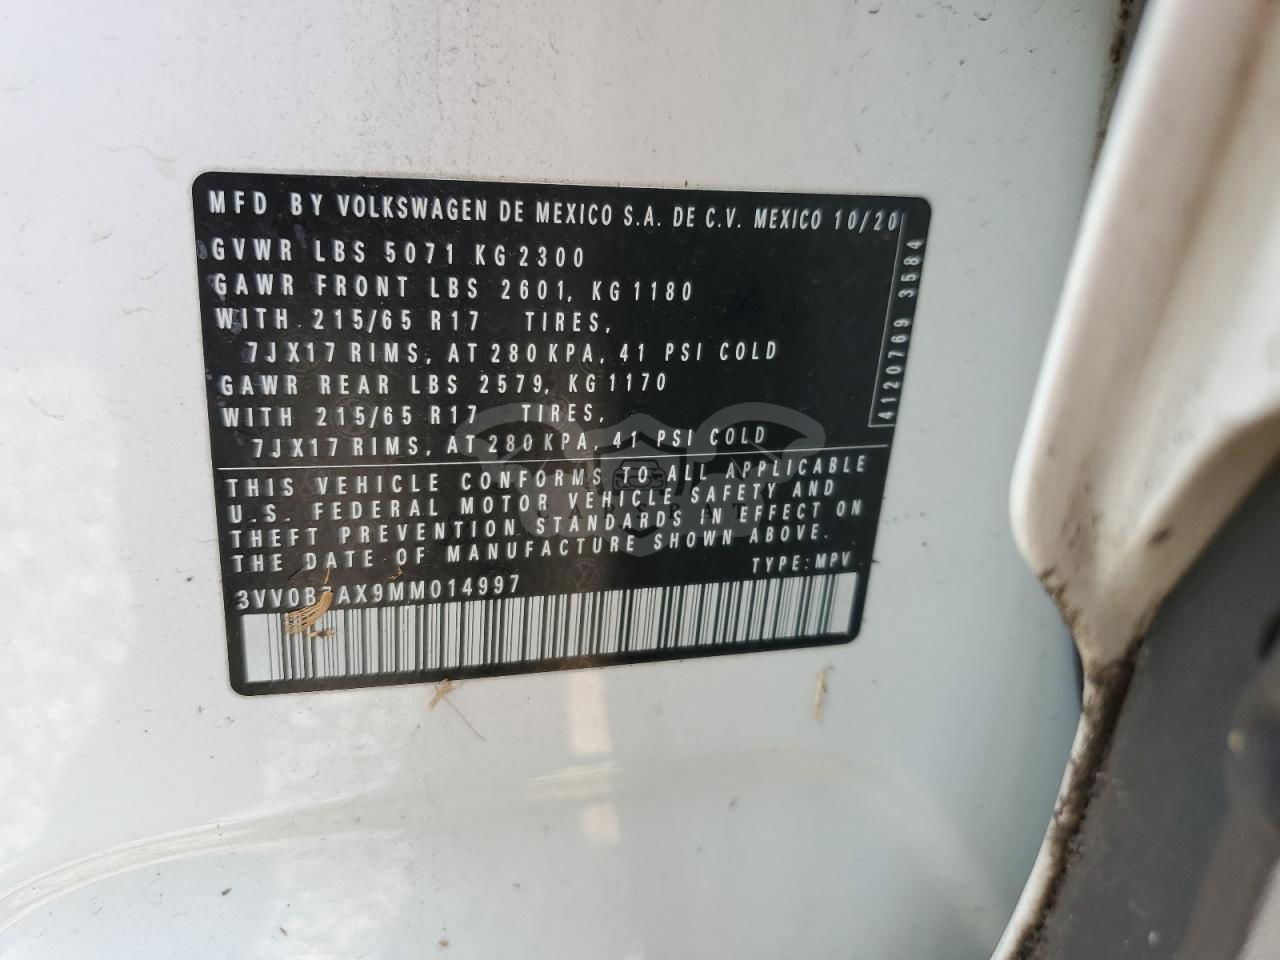 MFD BY VOLKSWAGEN DE MEXICO S.A. DE C.V. MEXICO 10/20
GVWR LBS 5071 KG 2300
GAWR FRONT LBS 2601, KG 1180
WITH 215/65 R17 TIRES,
7JX17 RIMS, AT 280 KPA, 41 PSI COLD
GAWR REAR LBS 2579, KG 1170
WITH 215/65 R17 TIRES,
7JX17 RIMS, AT 280 KPA, 41 PSI COLD
4120769 3584
THIS VEHICLE CONFORMS TO ALL APPLICABLE
U.S. FEDERAL MOTOR VEHICLE SAFETY AND
THEFT PREVENTION STANDARDS IN EFFECT ON
THE DATE OF MANUFACTURE SHOWN ABOVE.
TYPE: MPV